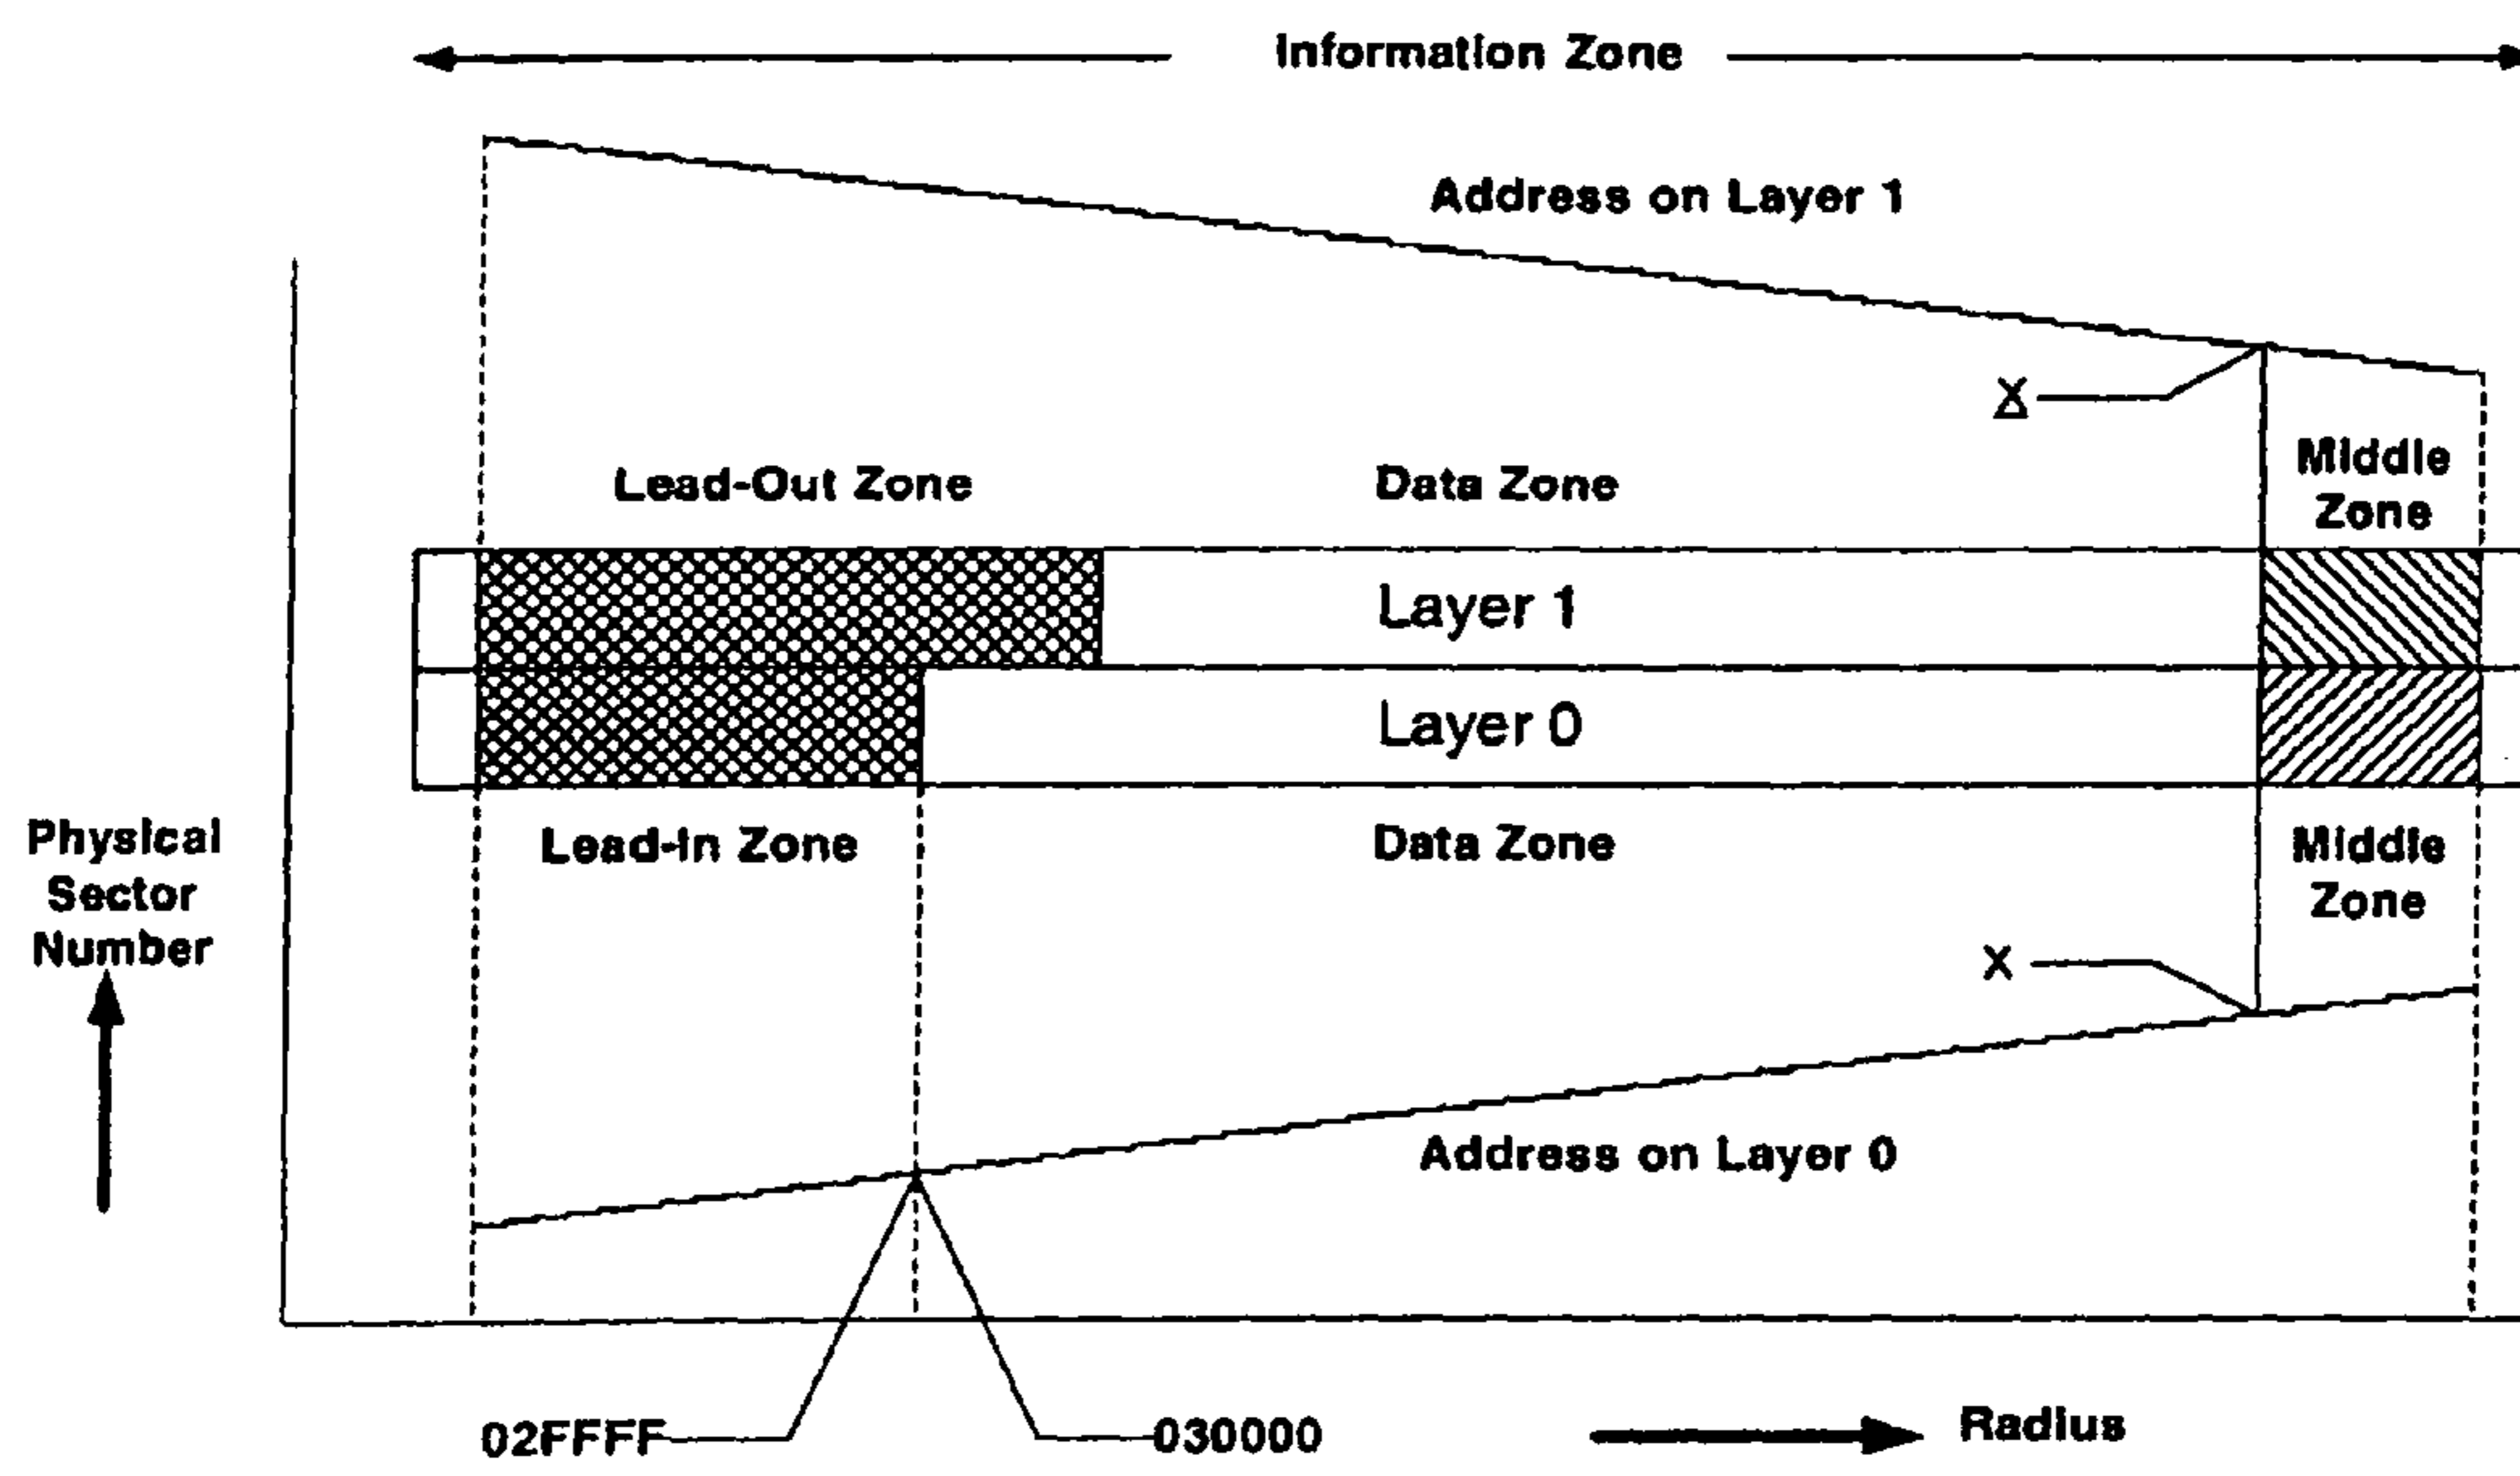 Information Zone
Address on Layer 1
X
Lead-Out Zone
Data Zone
Middle
Zone
Layer 1
Layer 0
Lead-In Zone
Data Zone
Middle
Zone
Physical
Sector
Number
X
Address on Layer 0
02FFFF
030000
Radius